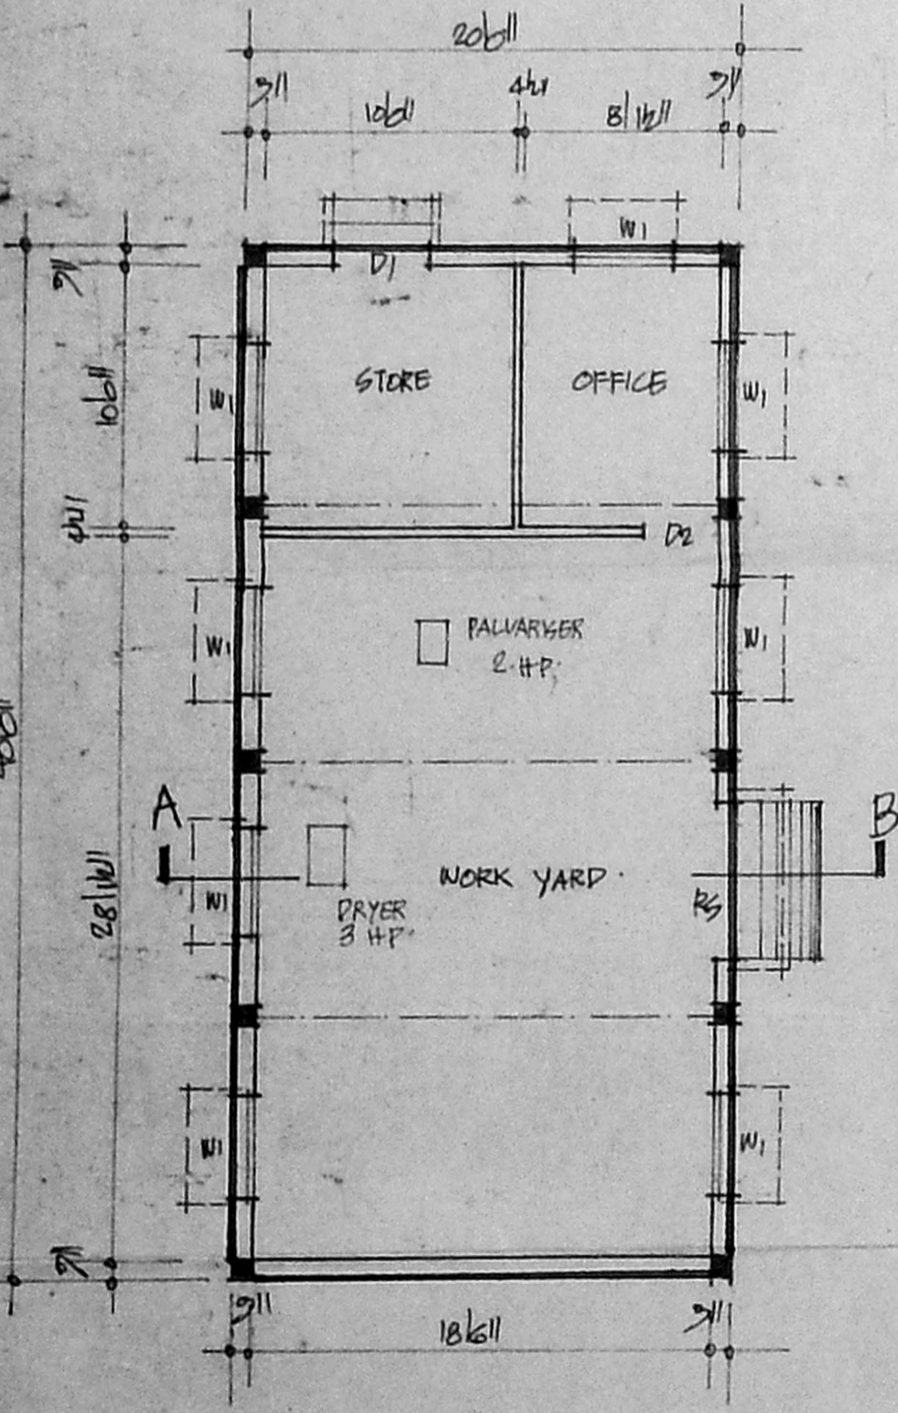 20'6"
9"
10'6"
4½"
8'1½"
9"
D1
W1
9"
10'6"
W1
STORE
OFFICE
W1
4½"
D2
W1
PALVARISER
2 HP
W1
A
B
28'1½"
W1
DRYER
3 HP
WORK YARD
RS
W1
W1
9"
9"
18'6"
9"